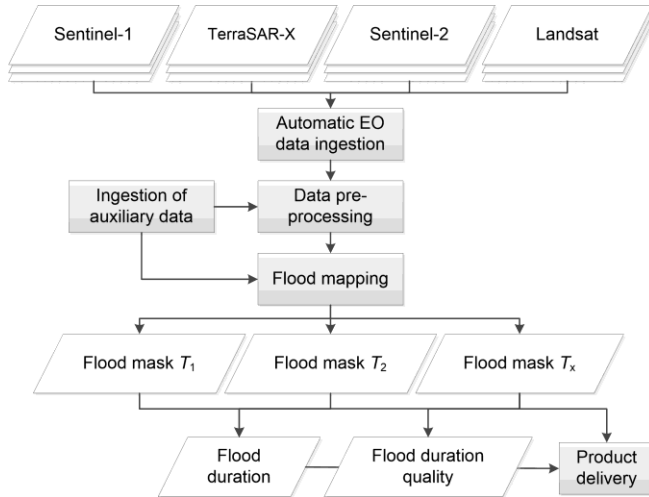 Sentinel-1
TerraSAR-X
Sentinel-2
Landsat
Automatic EO
data ingestion
Ingestion of
auxiliary data
Data pre-
processing
Flood mapping
Flood mask T1
Flood mask T2
Flood mask Tx
Flood
duration
Flood duration
quality
Product
delivery